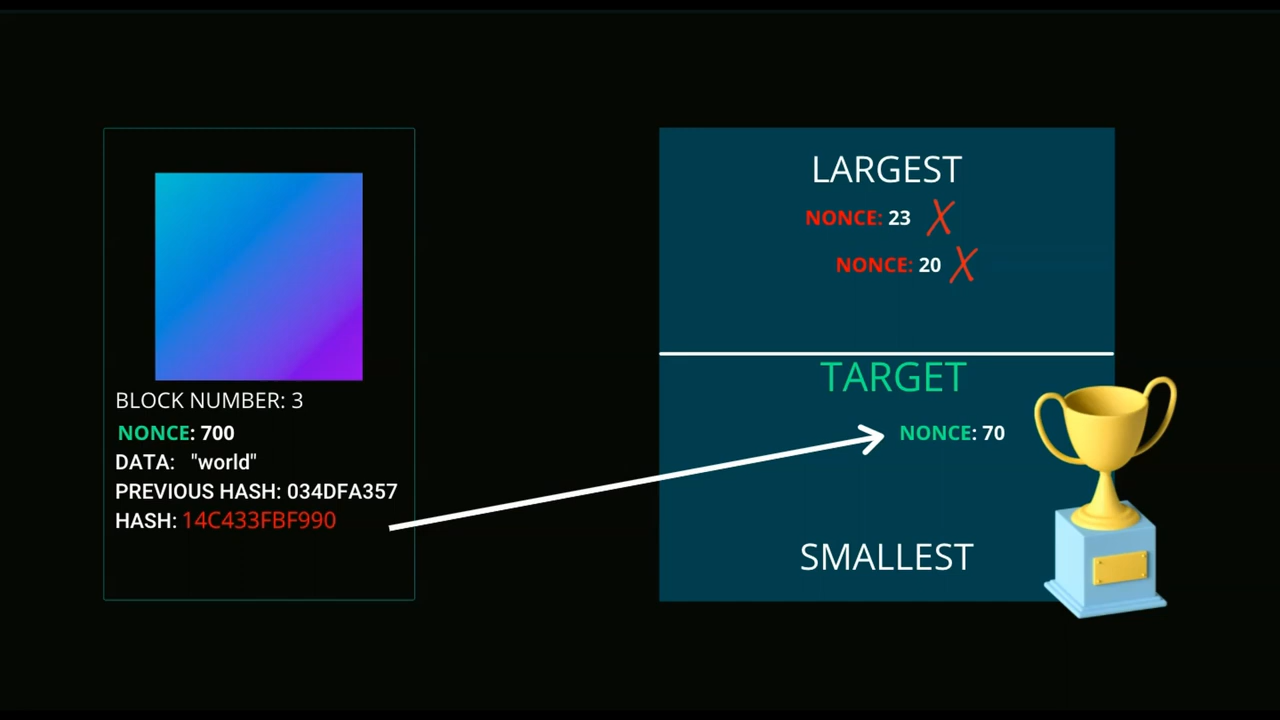 BLOCK NUMBER: 3
NONCE: 700
DATA: "world"
PREVIOUS HASH: 034DFA357
HASH: 14C433FBF990
LARGEST
NONCE: 23 X
NONCE: 20 X
TARGET
NONCE: 70
SMALLEST